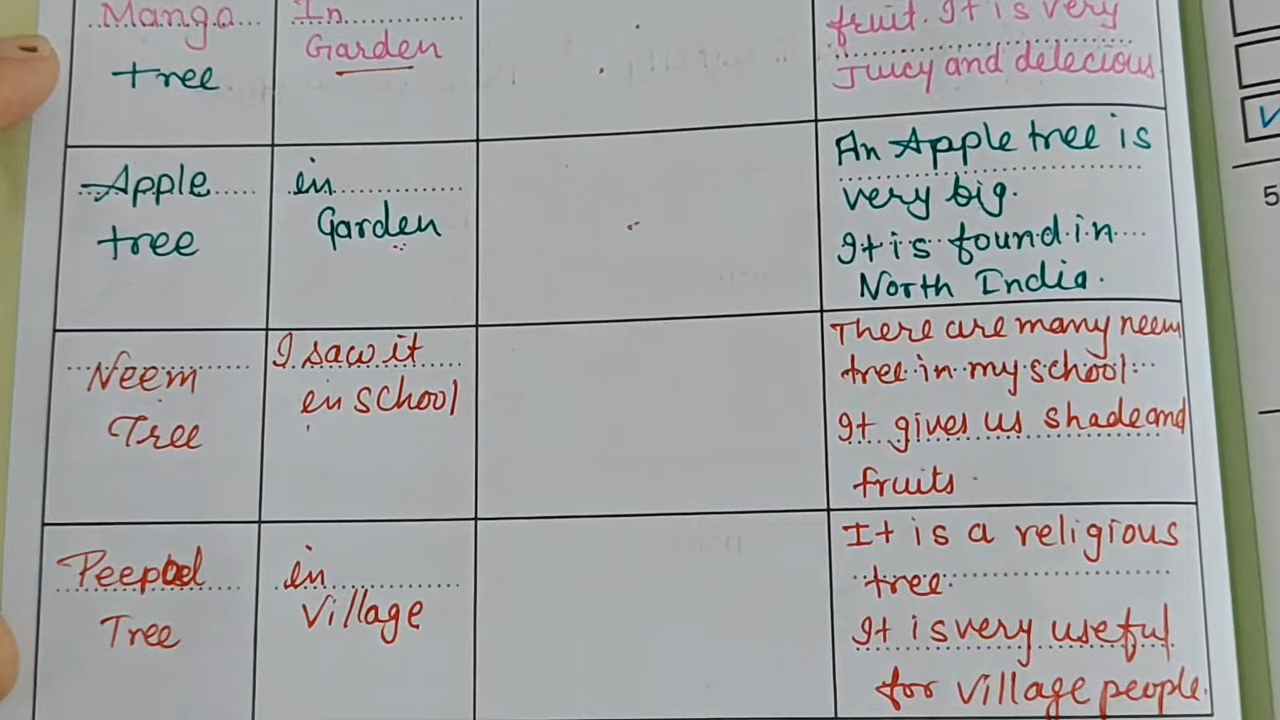 Mango
tree
In
Garden
fruit. It is very
Juicy and delecious
Apple
tree
in
Garden
An Apple tree is
very big.
It is found in
North India.
Neem
Tree
I saw it
in school
There are many neem
tree in my school.
It gives us shade and
fruits.
Tree
in
Village
It is a religious
tree.
It is very useful
for village people.
5